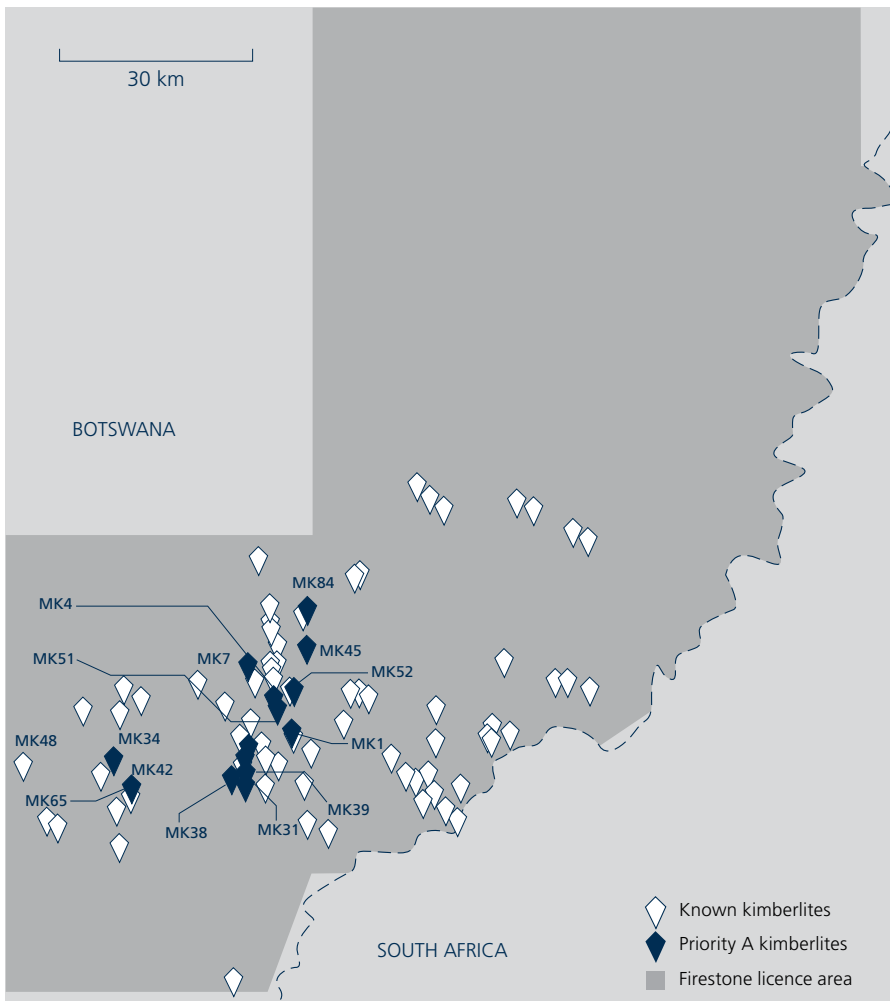 30 km
BOTSWANA
MK84
MK4
MK45
MK7
MK51
MK52
MK48
MK34
MK1
MK42
MK65
MK39
MK38
MK31
Known kimberlites
Priority A kimberlites
SOUTH AFRICA
Firestone licence area